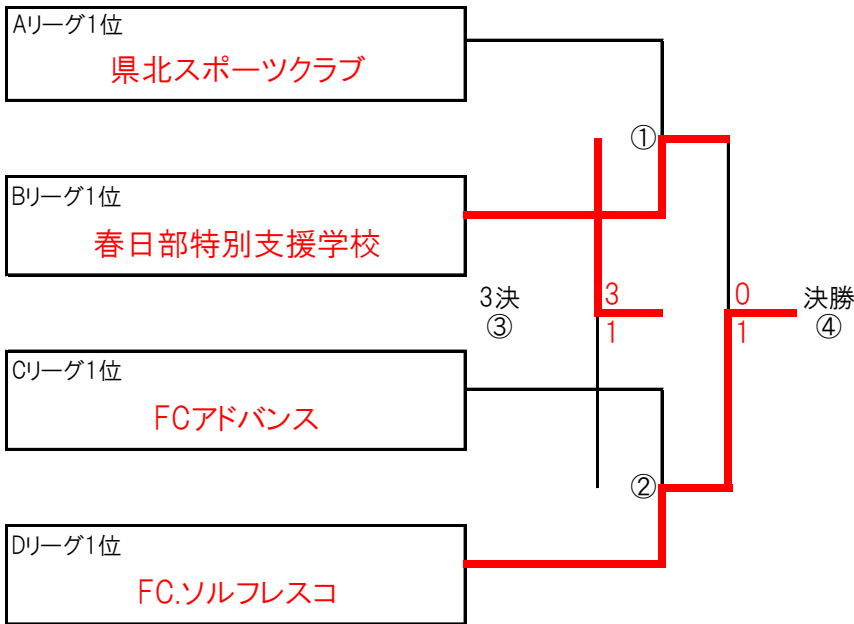 Aリーグ1位
県北スポーツクラブ
①
Bリーグ1位
春日部特別支援学校
3決
③
3
1
0
1
決勝
④
Cリーグ1位
FCアドバンス
②
Dリーグ1位
FC.ソルフレスコ